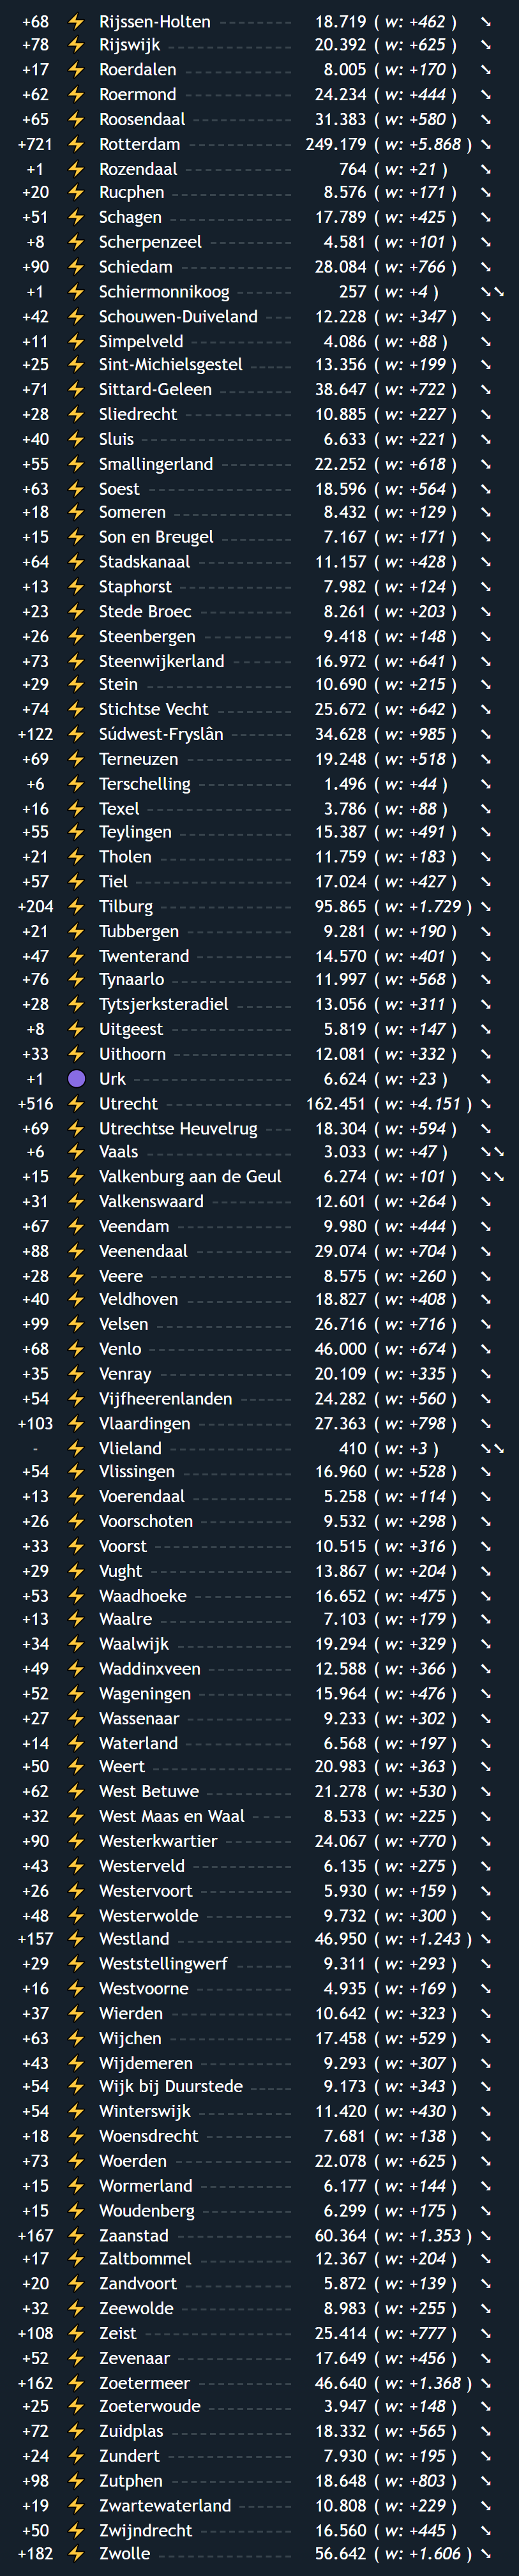 +68 ⚡ Rijssen-Holten 18.719 ( w: +462 ) ➘
+78 ⚡ Rijswijk 20.392 ( w: +625 ) ➘
+17 ⚡ Roerdalen 8.005 ( w: +170 ) ➘
+62 ⚡ Roermond 24.234 ( w: +444 ) ➘
+65 ⚡ Roosendaal 31.383 ( w: +580 ) ➘
+721 ⚡ Rotterdam 249.179 ( w: +5.868 ) ➘
+1 ⚡ Rozendaal 764 ( w: +21 ) ➘
+20 ⚡ Rucphen 8.576 ( w: +171 ) ➘
+51 ⚡ Schagen 17.789 ( w: +425 ) ➘
+8 ⚡ Scherpenzeel 4.581 ( w: +101 ) ➘
+90 ⚡ Schiedam 28.084 ( w: +766 ) ➘
+1 ⚡ Schiermonnikoog 257 ( w: +4 ) ➘➘
+42 ⚡ Schouwen-Duiveland 12.228 ( w: +347 ) ➘
+11 ⚡ Simpelveld 4.086 ( w: +88 ) ➘
+25 ⚡ Sint-Michielsgestel 13.356 ( w: +199 ) ➘
+71 ⚡ Sittard-Geleen 38.647 ( w: +722 ) ➘
+28 ⚡ Sliedrecht 10.885 ( w: +227 ) ➘
+40 ⚡ Sluis 6.633 ( w: +221 ) ➘
+55 ⚡ Smallingerland 22.252 ( w: +618 ) ➘
+63 ⚡ Soest 18.596 ( w: +564 ) ➘
+18 ⚡ Someren 8.432 ( w: +129 ) ➘
+15 ⚡ Son en Breugel 7.167 ( w: +171 ) ➘
+64 ⚡ Stadskanaal 11.157 ( w: +428 ) ➘
+13 ⚡ Staphorst 7.982 ( w: +124 ) ➘
+23 ⚡ Stede Broec 8.261 ( w: +203 ) ➘
+26 ⚡ Steenbergen 9.418 ( w: +148 ) ➘
+73 ⚡ Steenwijkerland 16.972 ( w: +641 ) ➘
+29 ⚡ Stein 10.690 ( w: +215 ) ➘
+74 ⚡ Stichtse Vecht 25.672 ( w: +642 ) ➘
+122 ⚡ Súdwest-Fryslân 34.628 ( w: +985 ) ➘
+69 ⚡ Terneuzen 19.248 ( w: +518 ) ➘
+6 ⚡ Terschelling 1.496 ( w: +44 ) ➘
+16 ⚡ Texel 3.786 ( w: +88 ) ➘
+55 ⚡ Teylingen 15.387 ( w: +491 ) ➘
+21 ⚡ Tholen 11.759 ( w: +183 ) ➘
+57 ⚡ Tiel 17.024 ( w: +427 ) ➘
+204 ⚡ Tilburg 95.865 ( w: +1.729 ) ➘
+21 ⚡ Tubbergen 9.281 ( w: +190 ) ➘
+47 ⚡ Twenterand 14.570 ( w: +401 ) ➘
+76 ⚡ Tynaarlo 11.997 ( w: +568 ) ➘
+28 ⚡ Tytsjerksteradiel 13.056 ( w: +311 ) ➘
+8 ⚡ Uitgeest 5.819 ( w: +147 ) ➘
+33 ⚡ Uithoorn 12.081 ( w: +332 ) ➘
+1 🟣 Urk 6.624 ( w: +23 ) ➘
+516 ⚡ Utrecht 162.451 ( w: +4.151 ) ➘
+69 ⚡ Utrechtse Heuvelrug 18.304 ( w: +594 ) ➘
+6 ⚡ Vaals 3.033 ( w: +47 ) ➘➘
+15 ⚡ Valkenburg aan de Geul 6.274 ( w: +101 ) ➘➘
+31 ⚡ Valkenswaard 12.601 ( w: +264 ) ➘
+67 ⚡ Veendam 9.980 ( w: +444 ) ➘
+88 ⚡ Veenendaal 29.074 ( w: +704 ) ➘
+28 ⚡ Veere 8.575 ( w: +260 ) ➘
+40 ⚡ Veldhoven 18.827 ( w: +408 ) ➘
+99 ⚡ Velsen 26.716 ( w: +716 ) ➘
+68 ⚡ Venlo 46.000 ( w: +674 ) ➘
+35 ⚡ Venray 20.109 ( w: +335 ) ➘
+54 ⚡ Vijfheerenlanden 24.282 ( w: +560 ) ➘
+103 ⚡ Vlaardingen 27.363 ( w: +798 ) ➘
- ⚡ Vlieland 410 ( w: +3 ) ➘➘
+54 ⚡ Vlissingen 16.960 ( w: +528 ) ➘
+13 ⚡ Voerendaal 5.258 ( w: +114 ) ➘
+26 ⚡ Voorschoten 9.532 ( w: +298 ) ➘
+33 ⚡ Voorst 10.515 ( w: +316 ) ➘
+29 ⚡ Vught 13.867 ( w: +204 ) ➘
+53 ⚡ Waadhoeke 16.652 ( w: +475 ) ➘
+13 ⚡ Waalre 7.103 ( w: +179 ) ➘
+34 ⚡ Waalwijk 19.294 ( w: +329 ) ➘
+49 ⚡ Waddinxveen 12.588 ( w: +366 ) ➘
+52 ⚡ Wageningen 15.964 ( w: +476 ) ➘
+27 ⚡ Wassenaar 9.233 ( w: +302 ) ➘
+14 ⚡ Waterland 6.568 ( w: +197 ) ➘
+50 ⚡ Weert 20.983 ( w: +363 ) ➘
+62 ⚡ West Betuwe 21.278 ( w: +530 ) ➘
+32 ⚡ West Maas en Waal 8.533 ( w: +225 ) ➘
+90 ⚡ Westerkwartier 24.067 ( w: +770 ) ➘
+43 ⚡ Westerveld 6.135 ( w: +275 ) ➘
+26 ⚡ Westervoort 5.930 ( w: +159 ) ➘
+48 ⚡ Westerwolde 9.732 ( w: +300 ) ➘
+157 ⚡ Westland 46.950 ( w: +1.243 ) ➘
+29 ⚡ Weststellingwerf 9.311 ( w: +293 ) ➘
+16 ⚡ Westvoorne 4.935 ( w: +169 ) ➘
+37 ⚡ Wierden 10.642 ( w: +323 ) ➘
+63 ⚡ Wijchen 17.458 ( w: +529 ) ➘
+43 ⚡ Wijdemeren 9.293 ( w: +307 ) ➘
+54 ⚡ Wijk bij Duurstede 9.173 ( w: +343 ) ➘
+54 ⚡ Winterswijk 11.420 ( w: +430 ) ➘
+18 ⚡ Woensdrecht 7.681 ( w: +138 ) ➘
+73 ⚡ Woerden 22.078 ( w: +625 ) ➘
+15 ⚡ Wormerland 6.177 ( w: +144 ) ➘
+15 ⚡ Woudenberg 6.299 ( w: +175 ) ➘
+167 ⚡ Zaanstad 60.364 ( w: +1.353 ) ➘
+17 ⚡ Zaltbommel 12.367 ( w: +204 ) ➘
+20 ⚡ Zandvoort 5.872 ( w: +139 ) ➘
+32 ⚡ Zeewolde 8.983 ( w: +255 ) ➘
+108 ⚡ Zeist 25.414 ( w: +777 ) ➘
+52 ⚡ Zevenaar 17.649 ( w: +456 ) ➘
+162 ⚡ Zoetermeer 46.640 ( w: +1.368 ) ➘
+25 ⚡ Zoeterwoude 3.947 ( w: +148 ) ➘
+72 ⚡ Zuidplas 18.332 ( w: +565 ) ➘
+24 ⚡ Zundert 7.930 ( w: +195 ) ➘
+98 ⚡ Zutphen 18.648 ( w: +803 ) ➘
+19 ⚡ Zwartewaterland 10.808 ( w: +229 ) ➘
+50 ⚡ Zwijndrecht 16.560 ( w: +445 ) ➘
+182 ⚡ Zwolle 56.642 ( w: +1.606 ) ➘